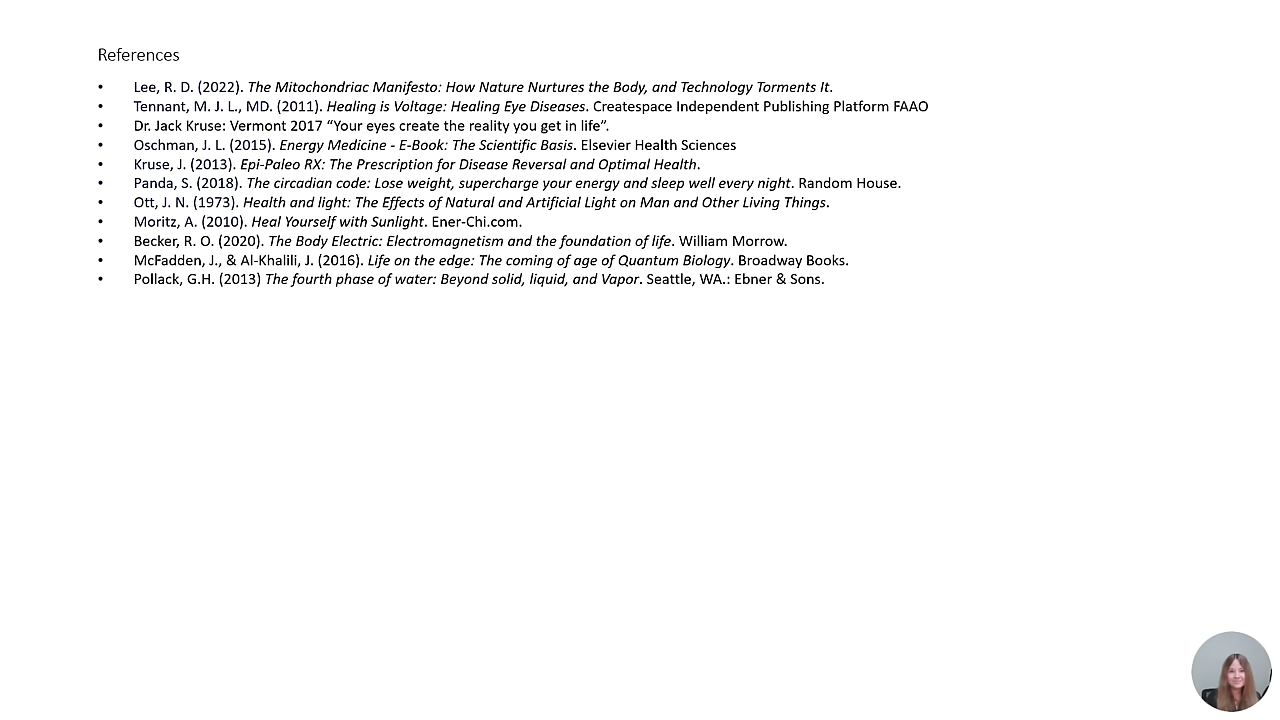 References
• Lee, R. D. (2022). The Mitochondriac Manifesto: How Nature Nurtures the Body, and Technology Torments It.
• Tennant, M. J. L., MD. (2011). Healing is Voltage: Healing Eye Diseases. Createspace Independent Publishing Platform FAAO
• Dr. Jack Kruse: Vermont 2017 “Your eyes create the reality you get in life”.
• Oschman, J. L. (2015). Energy Medicine - E-Book: The Scientific Basis. Elsevier Health Sciences
• Kruse, J. (2013). Epi-Paleo RX: The Prescription for Disease Reversal and Optimal Health.
• Panda, S. (2018). The circadian code: Lose weight, supercharge your energy and sleep well every night. Random House.
• Ott, J. N. (1973). Health and light: The Effects of Natural and Artificial Light on Man and Other Living Things.
• Moritz, A. (2010). Heal Yourself with Sunlight. Ener-Chi.com.
• Becker, R. O. (2020). The Body Electric: Electromagnetism and the foundation of life. William Morrow.
• McFadden, J., & Al-Khalili, J. (2016). Life on the edge: The coming of age of Quantum Biology. Broadway Books.
• Pollack, G.H. (2013) The fourth phase of water: Beyond solid, liquid, and Vapor. Seattle, WA.: Ebner & Sons.